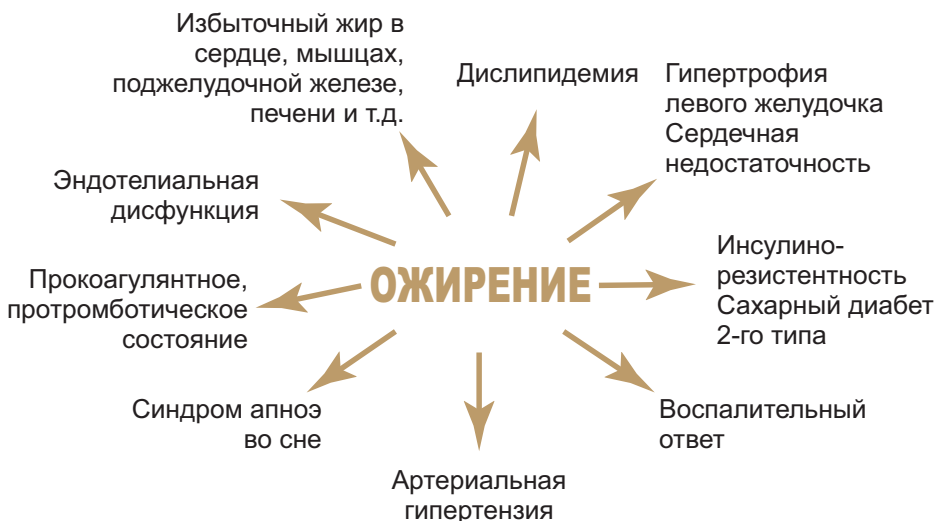 Избыточный жир в
сердце, мышцах,
поджелудочной железе,
печени и т.д.
Дислипидемия
Гипертрофия
левого желудочка
Сердечная
недостаточность
Эндотелиальная
дисфункция
ОЖИРЕНИЕ
Инсулино-
резистентность
Сахарный диабет
2-го типа
Прокоагулянтное,
протромботическое
состояние
Синдром апноэ
во сне
Воспалительный
ответ
Артериальная
гипертензия